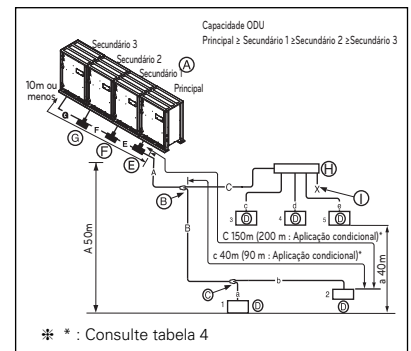 Capacidade ODU
Principal ≥ Secundário 1 ≥Secundário 2 ≥Secundário 3
Secundário 3
Secundário 2
Secundário 1
Principal
A
10m ou
menos
G
F
E
G
F
E
A
B
C
H
X
I
c
d
e
3 D
4 D
5 D
A 50m
B
C 150m (200 m : Aplicação condicional)*
c 40m (90 m : Aplicação condicional)*
a 40m
C
b
a
1 D
2
D
* : Consulte tabela 4